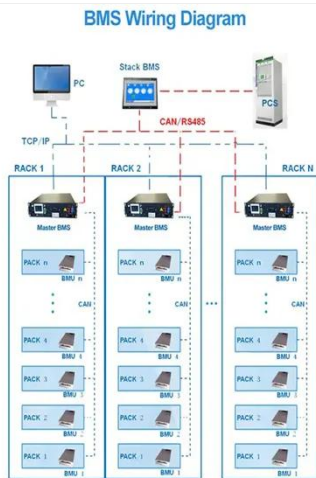 BMS Wiring Diagram
Stack BMS
PC
PCS
CAN/RS485
TCP/IP
RACK 1
RACK 2
RACK N
Master BMS
Master BMS
Master BMS
PACK n
BMU n
PACK n
BMU n
PACK n
BMU n
CAN
CAN
CAN
...
PACK 4
BMU 4
PACK 4
BMU 4
PACK 4
BMU 4
PACK 3
BMU 3
PACK 3
BMU 3
PACK 3
BMU 3
PACK 2
BMU 2
PACK 2
BMU 2
PACK 2
BMU 2
PACK 1
BMU 1
PACK 1
BMU 1
PACK 1
BMU 1